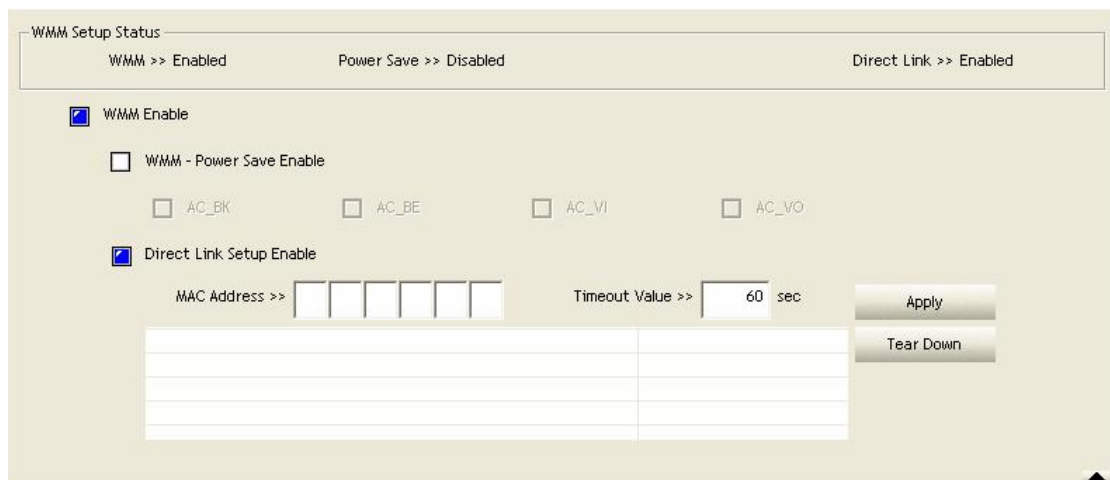 WMM Setup Status
WMM >> Enabled Power Save >> Disabled Direct Link >> Enabled
WMM Enable
WMM - Power Save Enable
AC_BK AC_BE AC_VI AC_VO
Direct Link Setup Enable
MAC Address >> Timeout Value >> 60 sec Apply
Tear Down